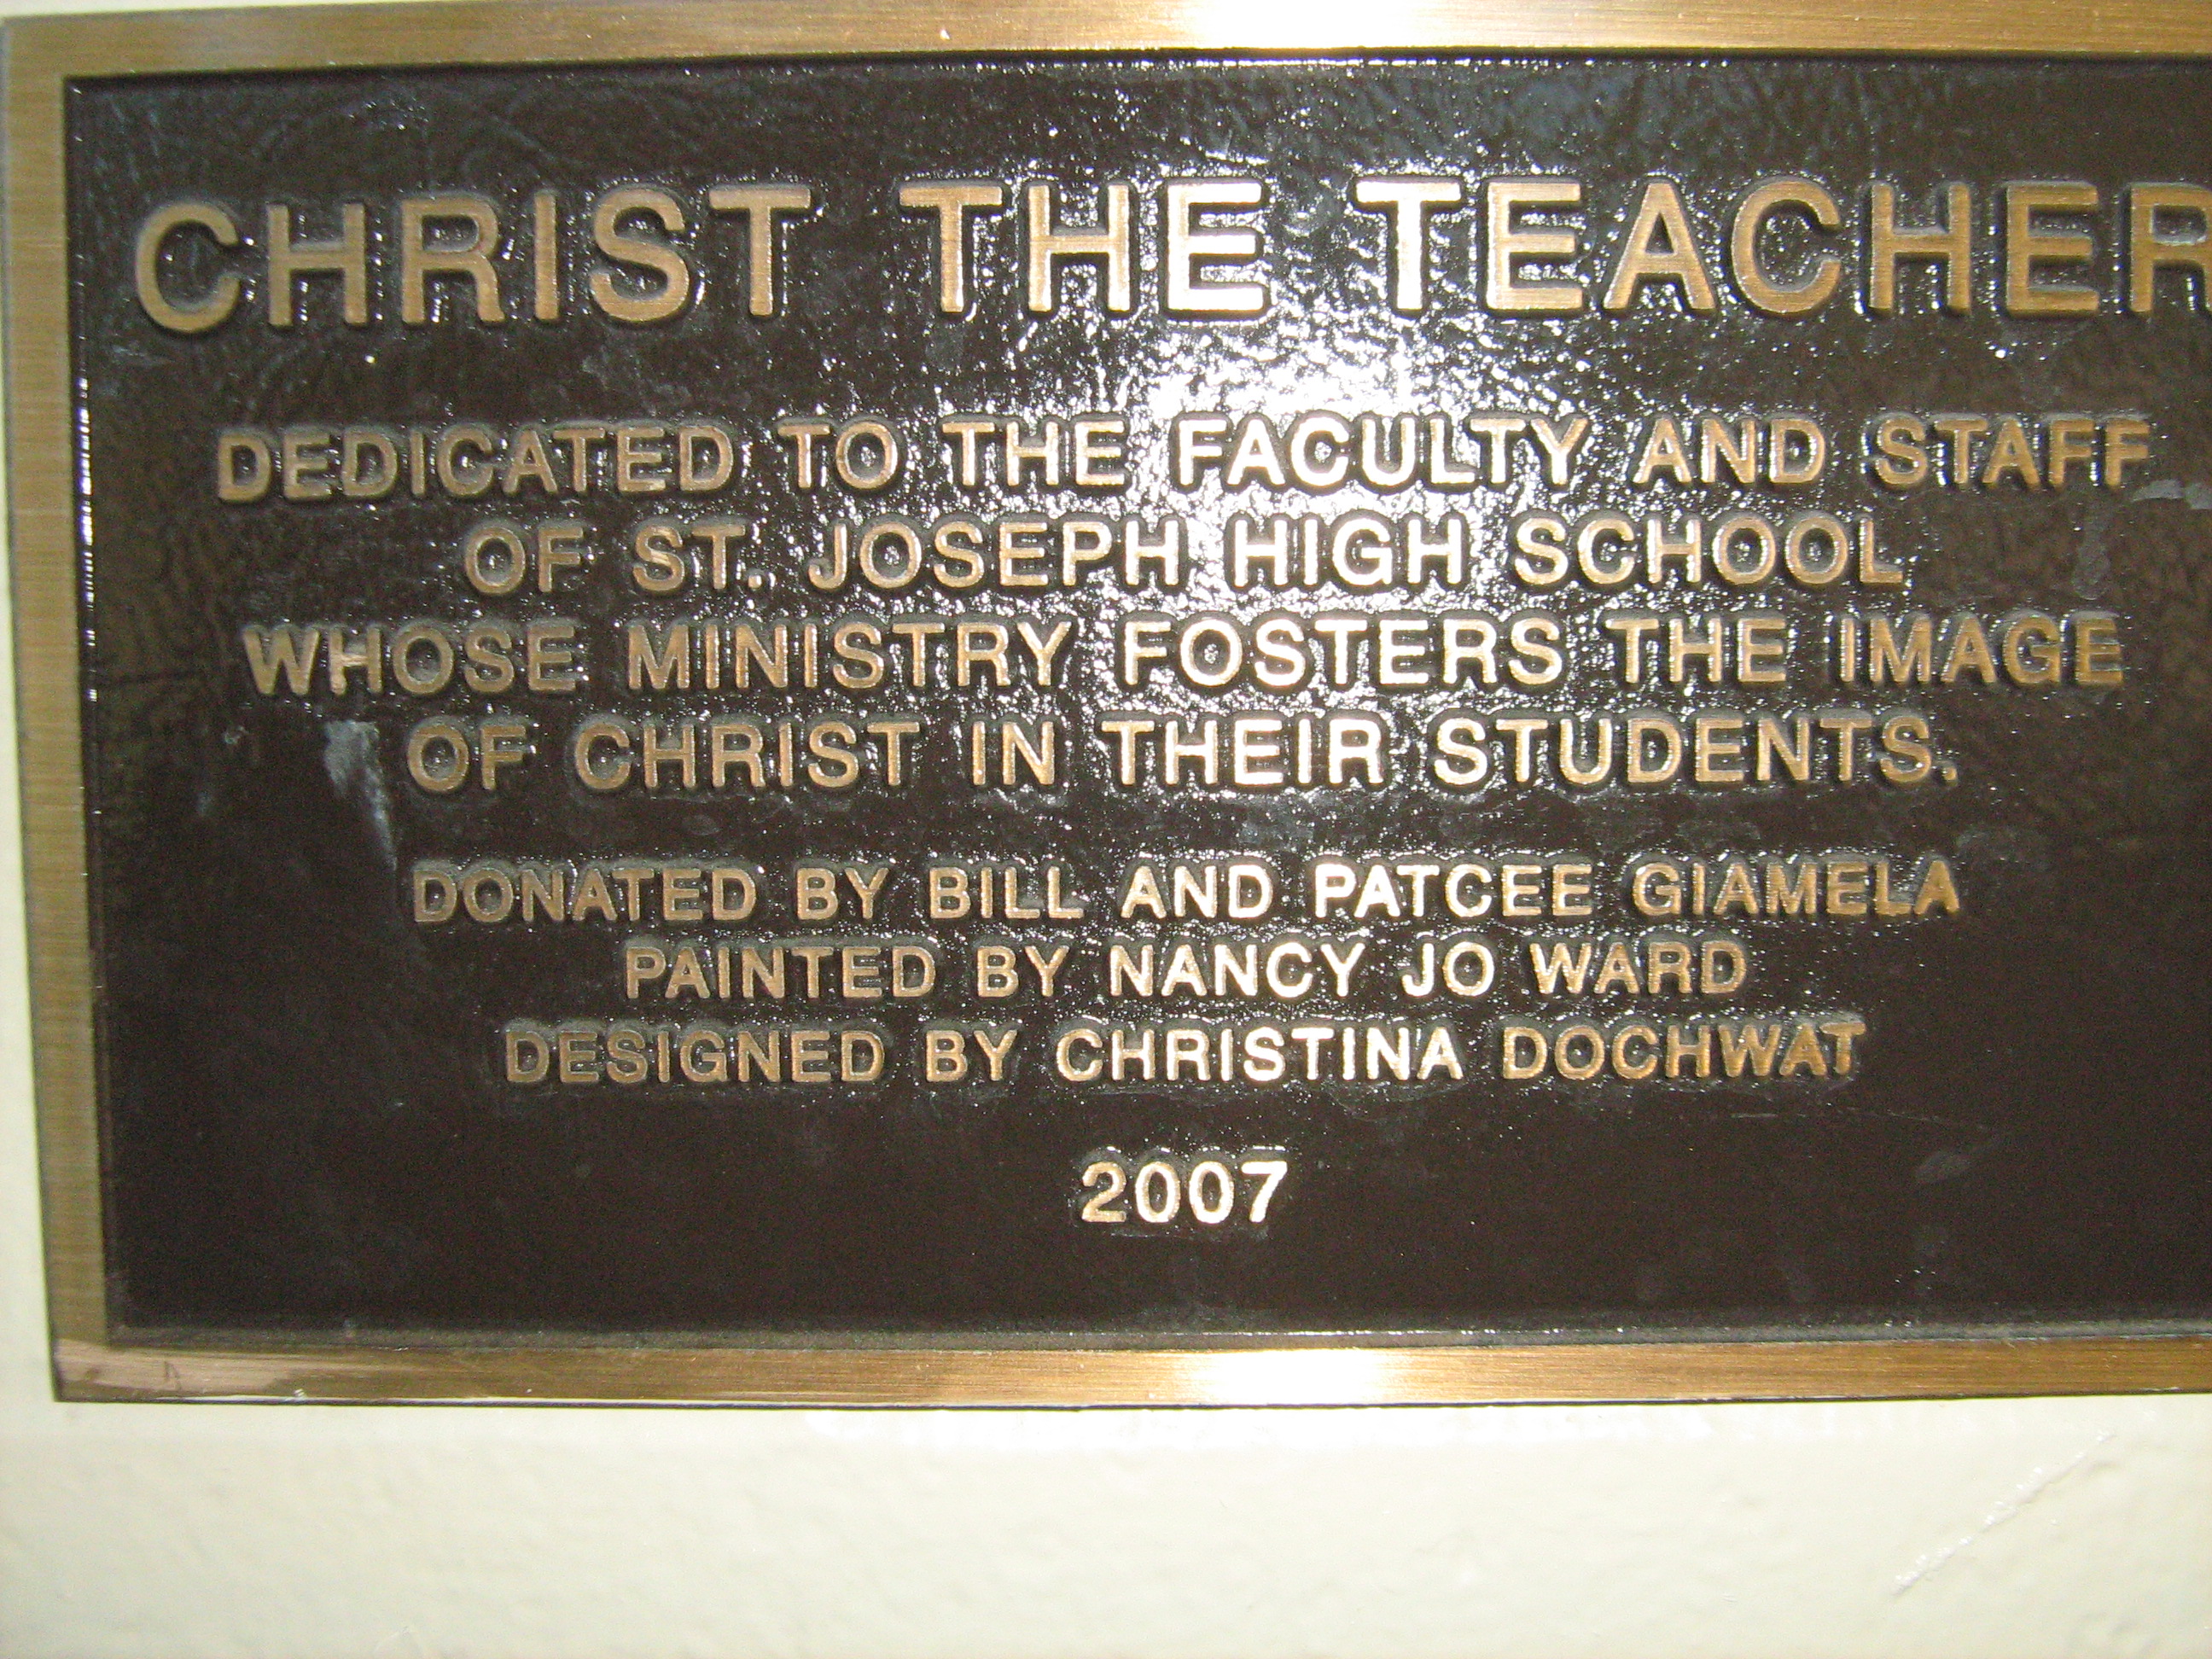 CHRIST THE TEACHER
DEDICATED TO THE FACULTY AND STAFF
OF ST. JOSEPH HIGH SCHOOL
WHOSE MINISTRY FOSTERS THE IMAGE
OF CHRIST IN THEIR STUDENTS.
DONATED BY BILL AND PATCEE GIAMELA
PAINTED BY NANCY JO WARD
DESIGNED BY CHRISTINA DOCHWAT
2007